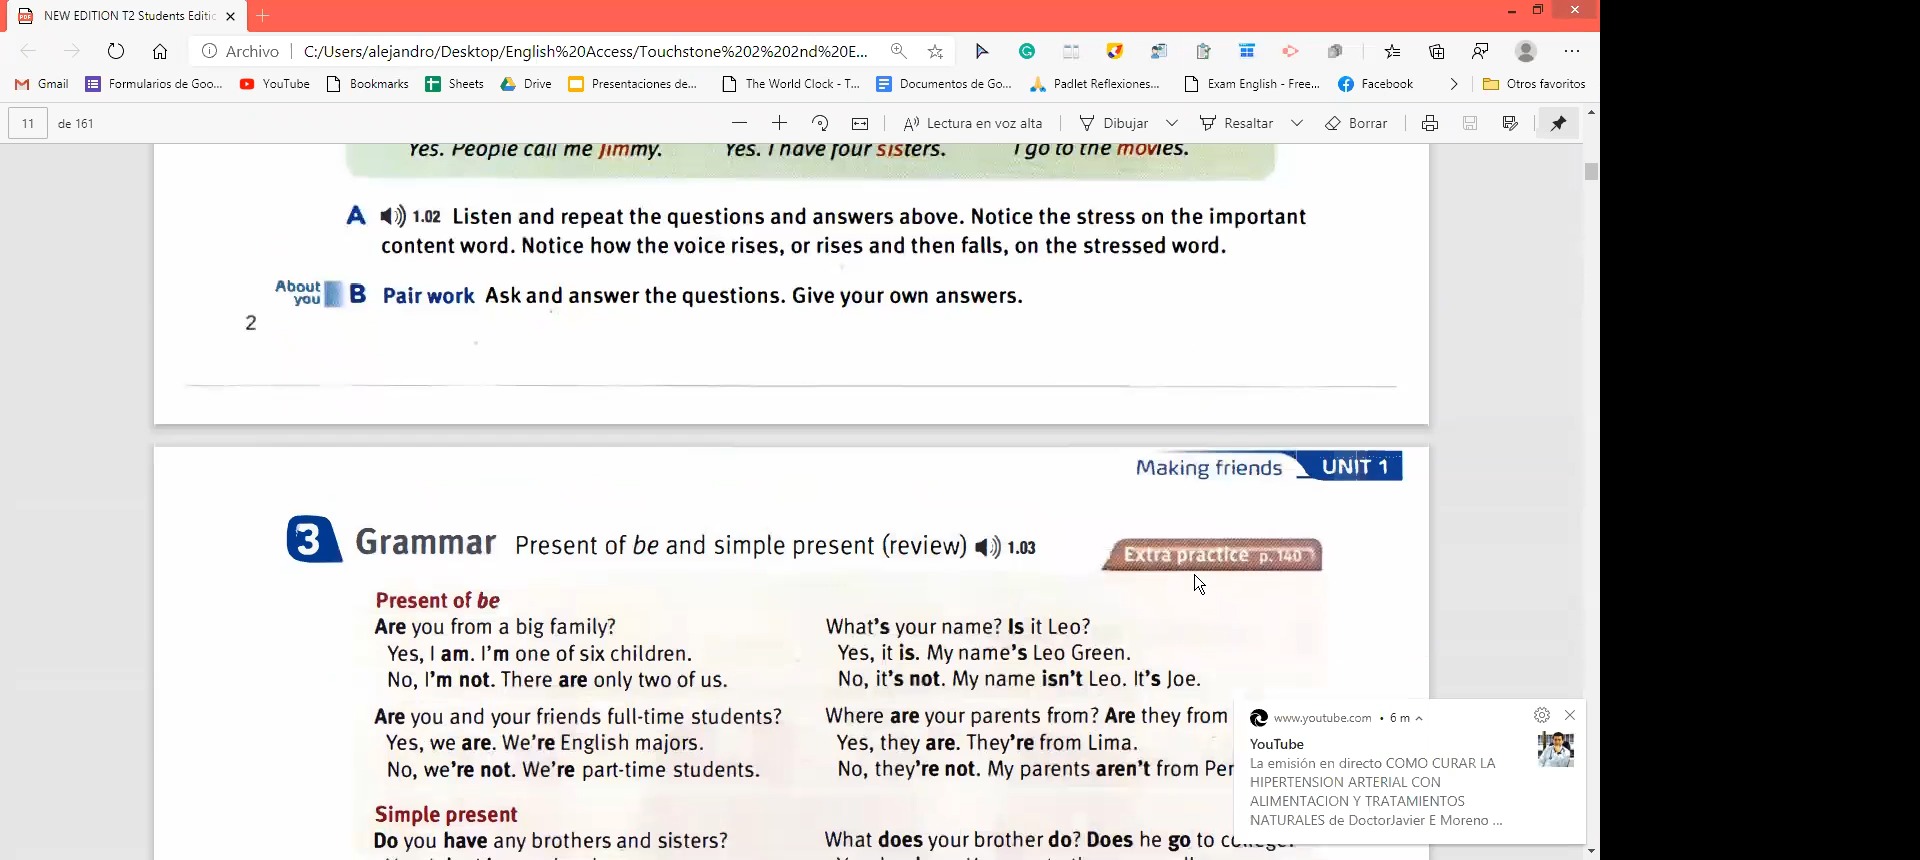 NEW EDITION T2 Students Editic
Archivo
C:/Users/alejandro/Desktop/English%20Access/Touchstone%202%202nd%20E...
Gmail
Formularios de Goo...
YouTube
Bookmarks
Sheets
Drive
Presentaciones de...
The World Clock - T...
Documentos de Go...
Padlet Reflexiones...
Exam English - Free...
Facebook
Otros favoritos
11 de 161
Lectura en voz alta
Dibujar
Resaltar
Borrar
Yes. People call me Jimmy. Yes. I have four sisters. I go to the movies.
A 1.02 Listen and repeat the questions and answers above. Notice the stress on the important
content word. Notice how the voice rises, or rises and then falls, on the stressed word.
About you B Pair work Ask and answer the questions. Give your own answers.
2
Making friends UNIT 1
3 Grammar Present of be and simple present (review) 1.03
Extra practice p. 140
Present of be
Are you from a big family?
Yes, I am. I'm one of six children.
No, I'm not. There are only two of us.
What's your name? Is it Leo?
Yes, it is. My name's Leo Green.
No, it's not. My name isn't Leo. It's Joe.
Are you and your friends full-time students?
Yes, we are. We're English majors.
No, we're not. We're part-time students.
Where are your parents from? Are they from
Yes, they are. They're from Lima.
No, they're not. My parents aren't from Per
Simple present
Do you have any brothers and sisters?
What does your brother do? Does he go to
www.youtube.com • 6 m
YouTube
La emisión en directo COMO CURAR LA
HIPERTENSION ARTERIAL CON
ALIMENTACION Y TRATAMIENTOS
NATURALES de DoctorJavier E Moreno ...